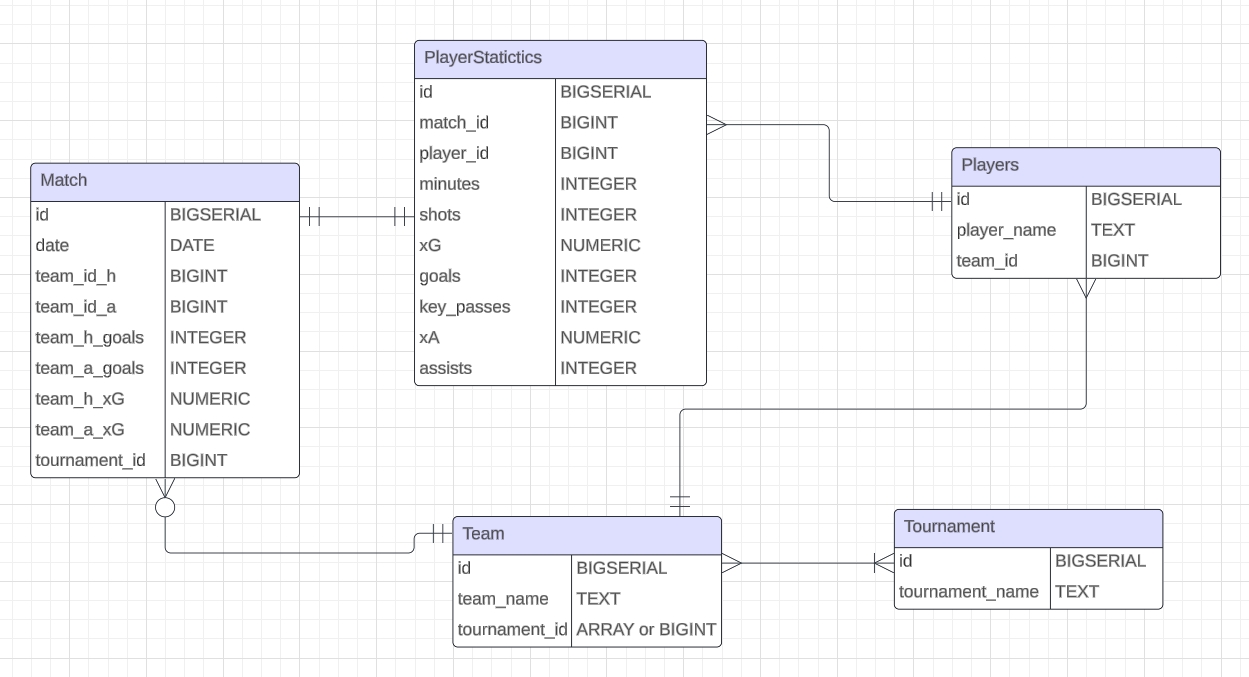 PlayerStatictics
id BIGSERIAL
match_id BIGINT
player_id BIGINT
minutes INTEGER
shots INTEGER
xG NUMERIC
goals INTEGER
key_passes INTEGER
xA NUMERIC
assists INTEGER
Match
id BIGSERIAL
date DATE
team_id_h BIGINT
team_id_a BIGINT
team_h_goals INTEGER
team_a_goals INTEGER
team_h_xG NUMERIC
team_a_xG NUMERIC
tournament_id BIGINT
Players
id BIGSERIAL
player_name TEXT
team_id BIGINT
Team
id BIGSERIAL
team_name TEXT
tournament_id ARRAY or BIGINT
Tournament
id BIGSERIAL
tournament_name TEXT